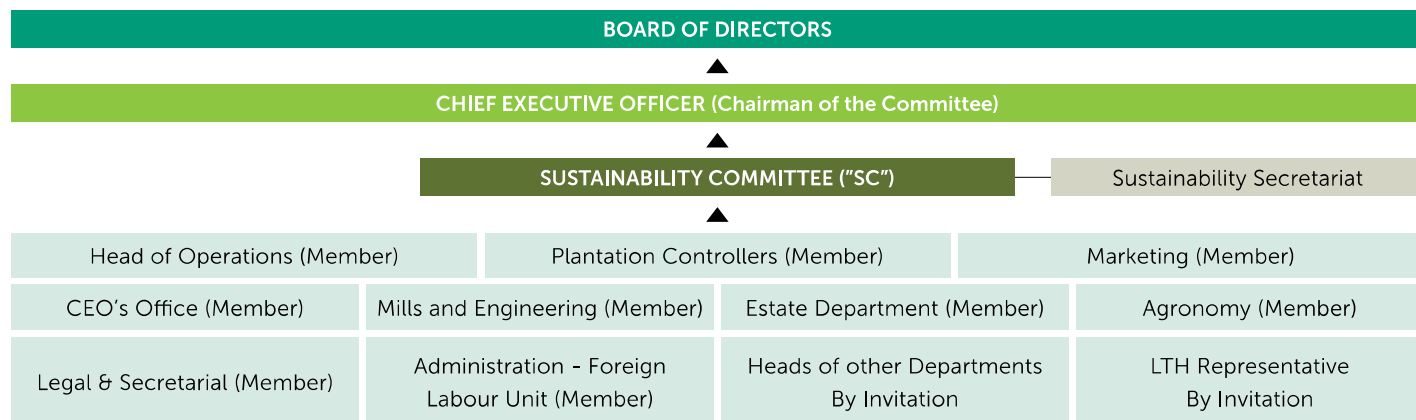 BOARD OF DIRECTORS
CHIEF EXECUTIVE OFFICER (Chairman of the Committee)
SUSTAINABILITY COMMITTEE ("SC")
Sustainability Secretariat
Head of Operations (Member)
Plantation Controllers (Member)
Marketing (Member)
CEO's Office (Member)
Mills and Engineering (Member)
Estate Department (Member)
Agronomy (Member)
Legal & Secretarial (Member)
Administration - Foreign
Labour Unit (Member)
Heads of other Departments
By Invitation
LTH Representative
By Invitation